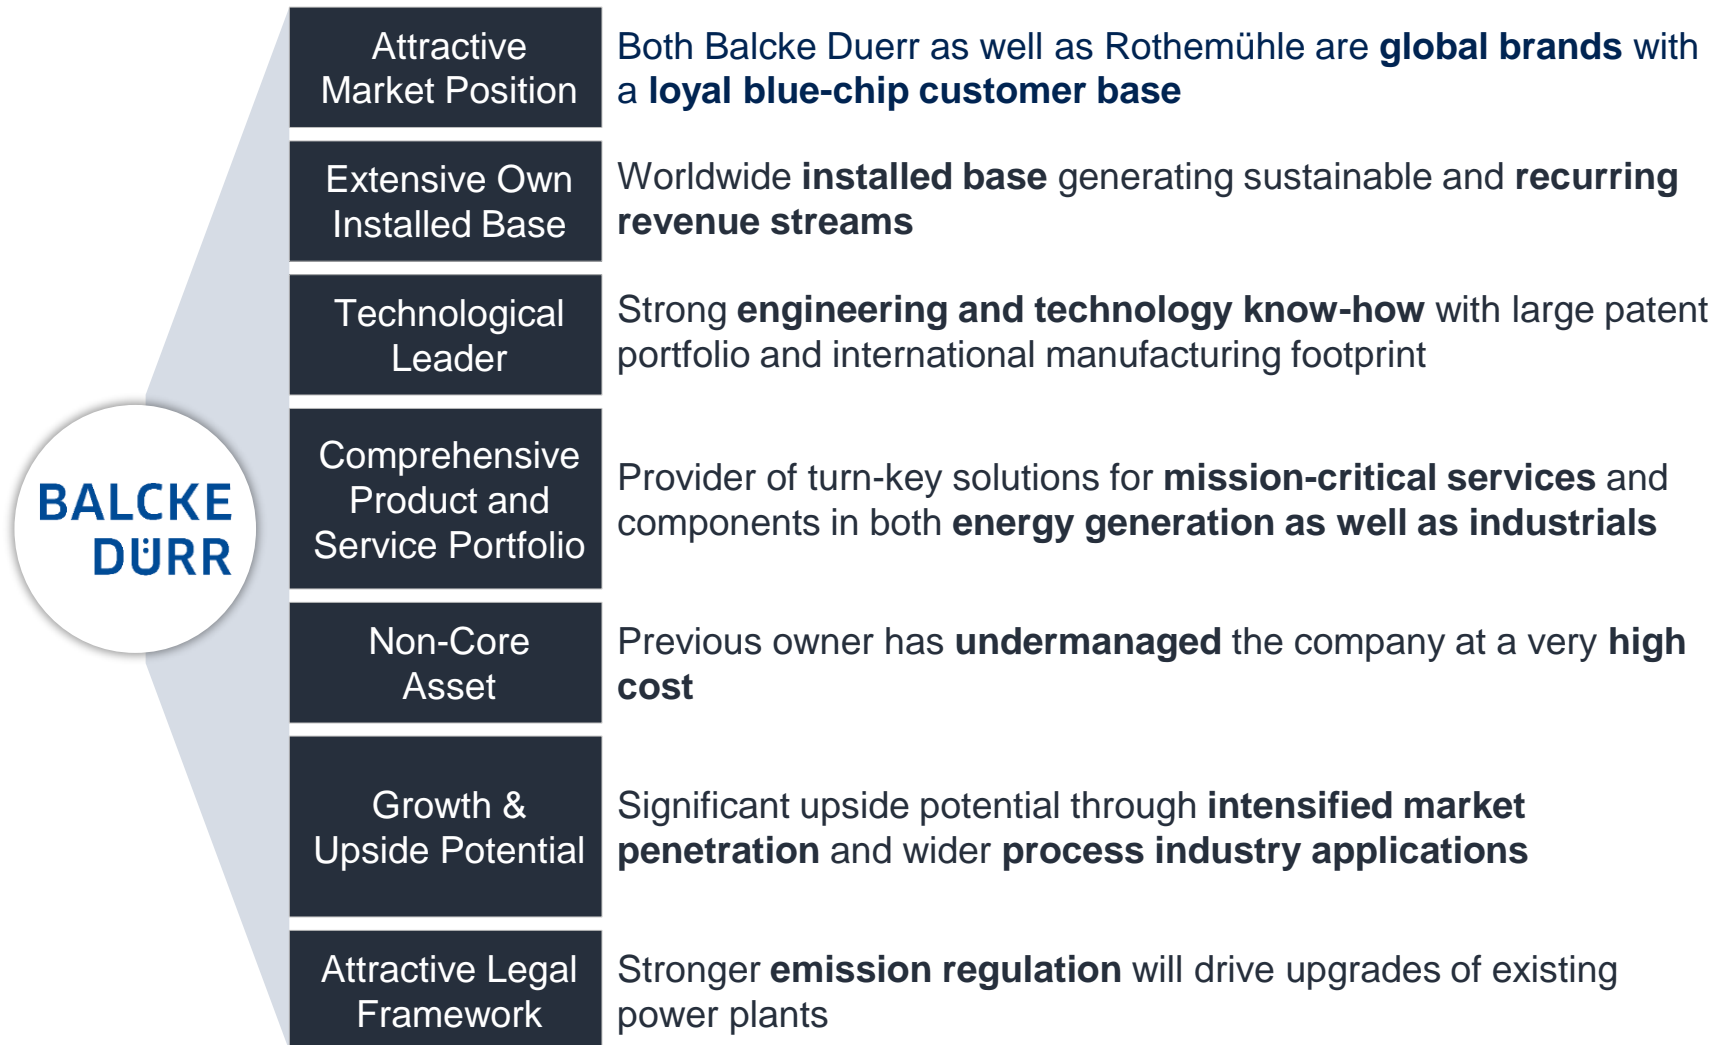 BALCKE
DÜRR
Attractive
Market Position
Both Balcke Duerr as well as Rothemühle are global brands with
a loyal blue-chip customer base
Extensive Own
Installed Base
Worldwide installed base generating sustainable and recurring
revenue streams
Technological
Leader
Strong engineering and technology know-how with large patent
portfolio and international manufacturing footprint
Comprehensive
Product and
Service Portfolio
Provider of turn-key solutions for mission-critical services and
components in both energy generation as well as industrials
Non-Core
Asset
Previous owner has undermanaged the company at a very high
cost
Growth &
Upside Potential
Significant upside potential through intensified market
penetration and wider process industry applications
Attractive Legal
Framework
Stronger emission regulation will drive upgrades of existing
power plants